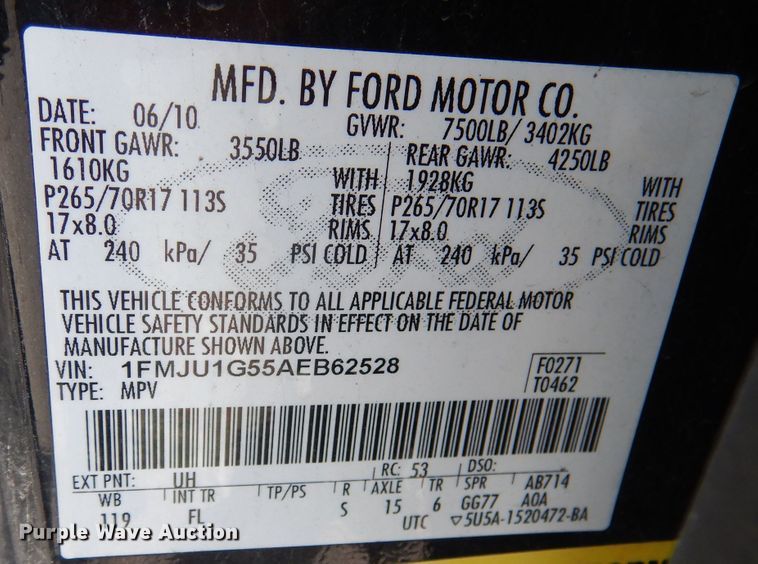 MFD. BY FORD MOTOR CO.
DATE: 06/10 GVWR: 7500LB/ 3402KG
FRONT GAWR: 3550LB REAR GAWR: 4250LB
1610KG WITH 1928KG WITH
P265/70R17 113S TIRES P265/70R17 113S TIRES
17x8.0 RIMS 17x8.0 RIMS
AT 240 kPa/ 35 PSI COLD AT 240 kPa/ 35 PSI COLD
THIS VEHICLE CONFORMS TO ALL APPLICABLE FEDERAL MOTOR
VEHICLE SAFETY STANDARDS IN EFFECT ON THE DATE OF
MANUFACTURE SHOWN ABOVE.
VIN: 1FMJU1G55AEB62528 F0271
TYPE: MPV T0462
EXT PNT: UH RC: 53 DSO:
WB INT TR TP/PS R AXLE TR SPR AB714
119 FL S 15 6 GG77 A0A
UTC ▽5U5A-1520472-BA
Purple Wave Auction